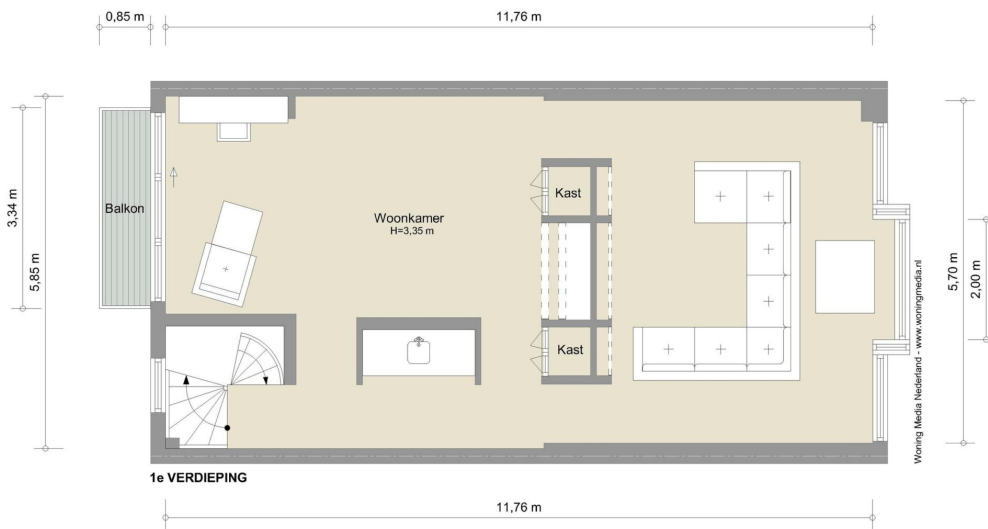 0,85 m
11,76 m
3,34 m
5,85 m
Balkon
Woonkamer
H=3,35 m
Kast
Kast
5,70 m
2,00 m
Woning Media Nederland - www.woningmedia.nl
1e VERDIEPING
11,76 m